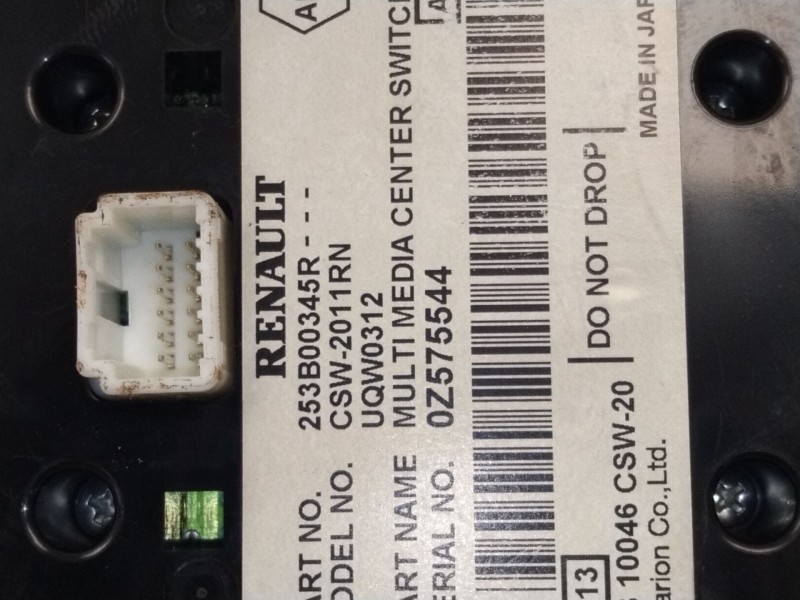 A
RENAULT
ART NO. 253B00345R - - -
ODEL NO. CSW-2011RN
UQW0312
ART NAME MULTI MEDIA CENTER SWITC
ERIAL NO. 0Z575544
A
DO NOT DROP
MADE IN JAP
13
10046 CSW-20
arion Co.,Ltd.